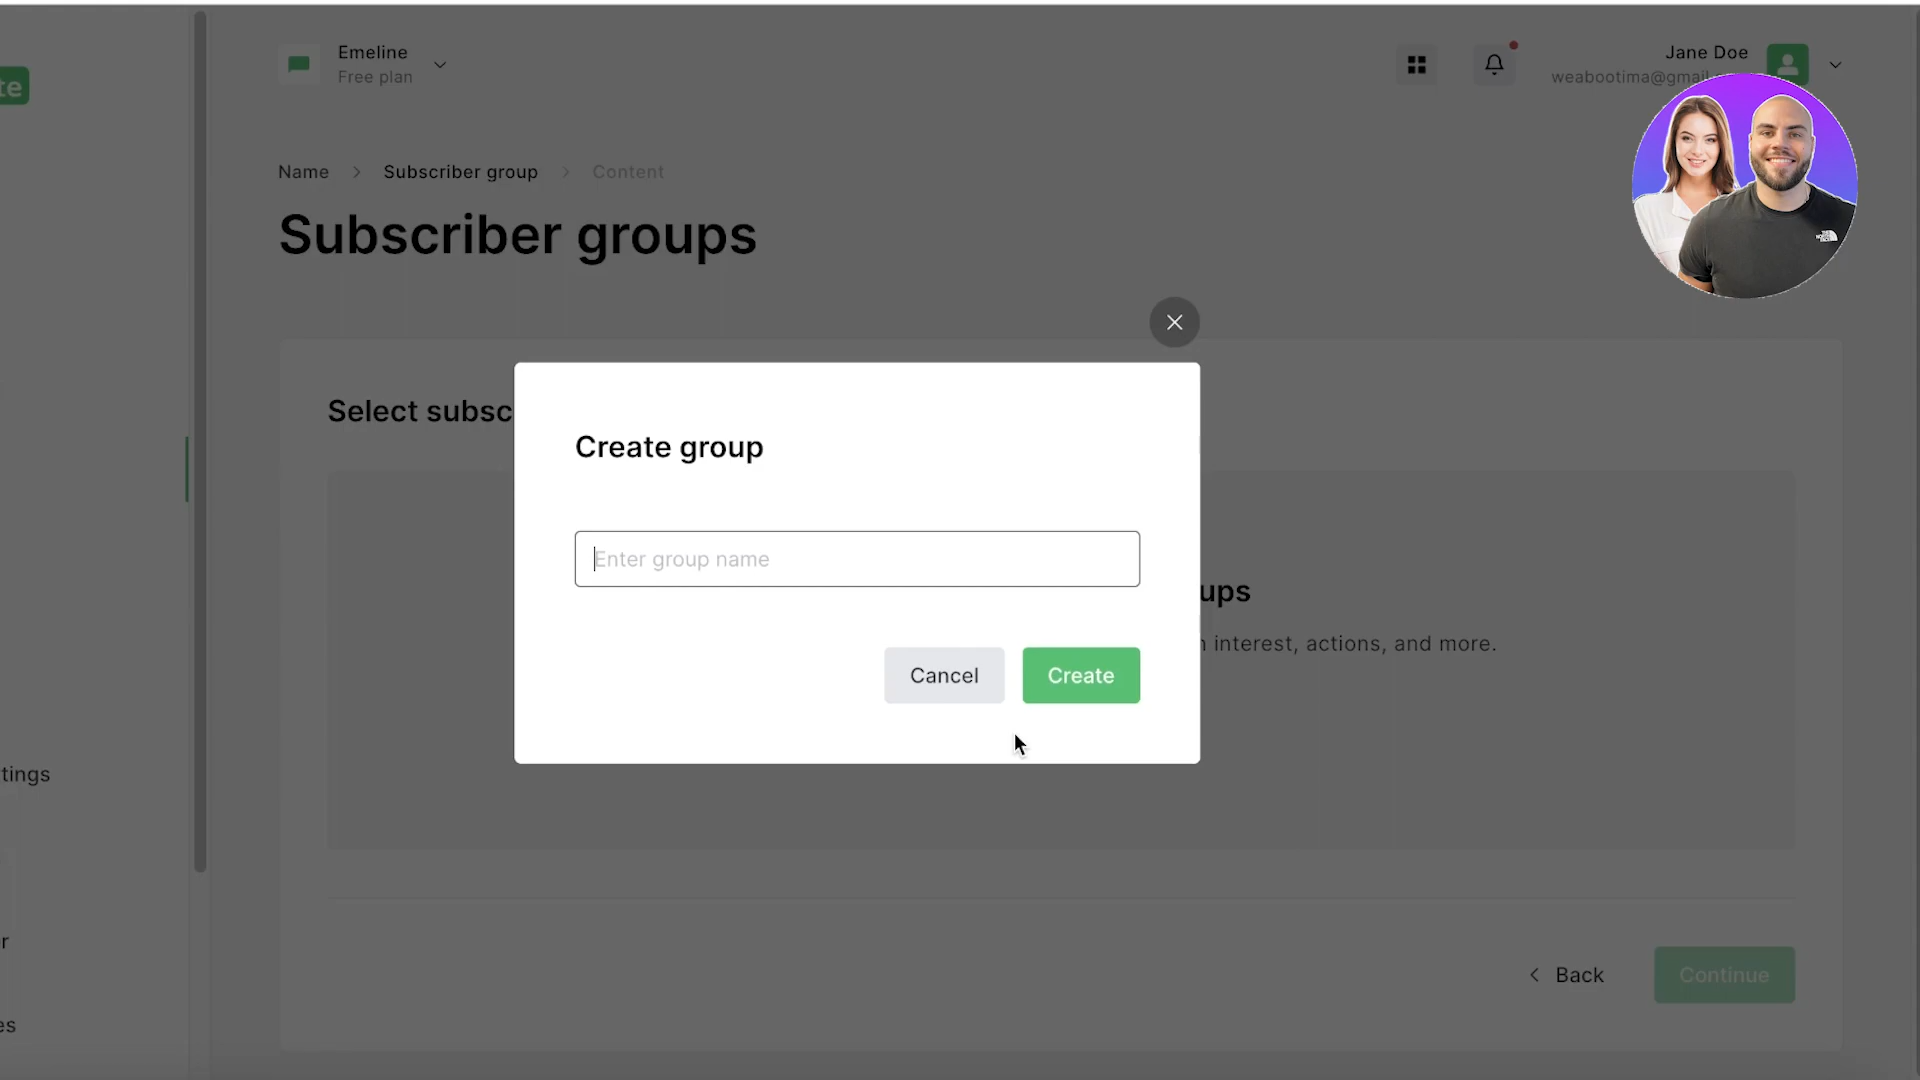 te
Emeline
Free plan
Jane Doe
weabootima@gmail
Name > Subscriber group > Content
Subscriber groups
Select subsc
Create group
Enter group name
ups
interest, actions, and more.
Cancel
Create
tings
r
es
Back
Continue